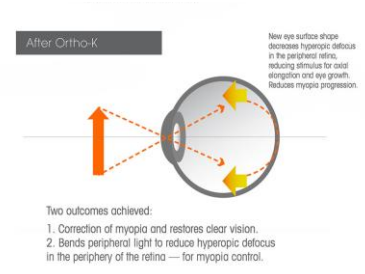 After Ortho-K
New eye surface shape
decreases hyperopic defocus
in the peripheral retina,
reducing stimulus for axial
elongation and eye growth.
Reduces myopia progression.
Two outcomes achieved:
1. Correction of myopia and restores clear vision.
2. Bends peripheral light to reduce hyperopic defocus
in the periphery of the retina — for myopia control.